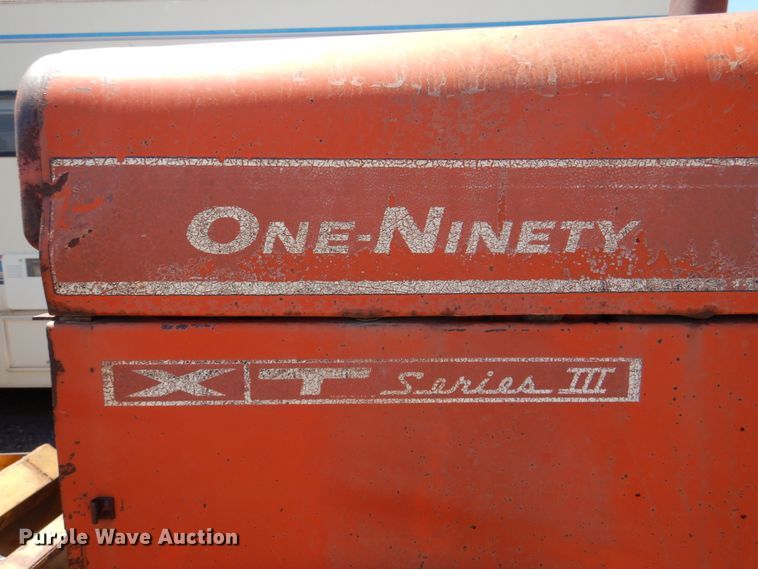 ONE-NINETY
XT Series III
Purple Wave Auction